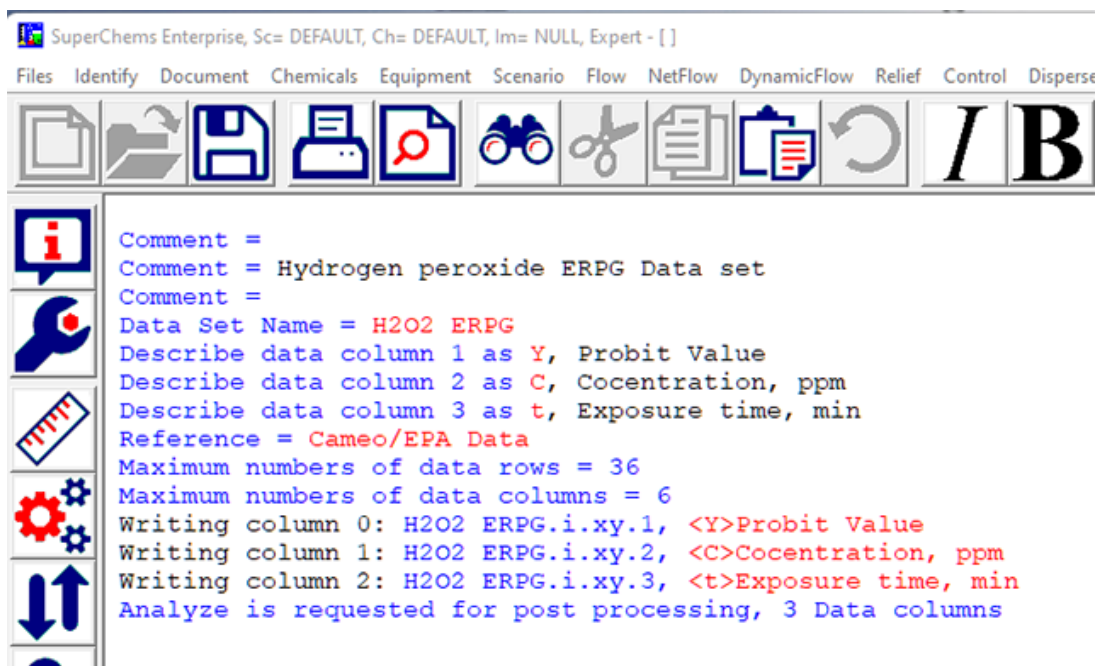 SuperChems Enterprise, Sc= DEFAULT, Ch= DEFAULT, Im= NULL, Expert - [ ]
Files Identify Document Chemicals Equipment Scenario Flow NetFlow DynamicFlow Relief Control Disperse
I B
Comment =
Comment = Hydrogen peroxide ERPG Data set
Comment =
Data Set Name = H2O2 ERPG
Describe data column 1 as Y, Probit Value
Describe data column 2 as C, Cocentration, ppm
Describe data column 3 as t, Exposure time, min
Reference = Cameo/EPA Data
Maximum numbers of data rows = 36
Maximum numbers of data columns = 6
Writing column 0: H2O2 ERPG.i.xy.1, <Y>Probit Value
Writing column 1: H2O2 ERPG.i.xy.2, <C>Cocentration, ppm
Writing column 2: H2O2 ERPG.i.xy.3, <t>Exposure time, min
Analyze is requested for post processing, 3 Data columns